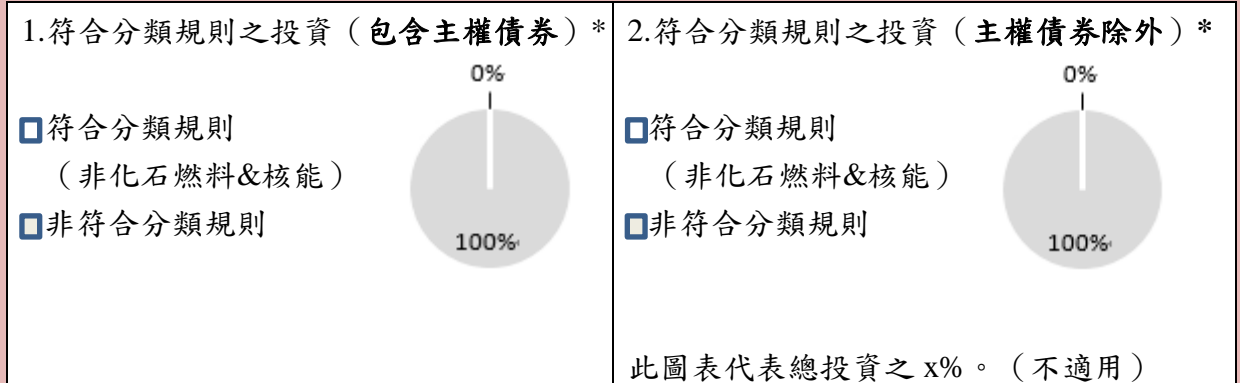 1.符合分類規則之投資（包含主權債券）*
0%
□符合分類規則
（非化石燃料&核能）
□非符合分類規則
100%
2.符合分類規則之投資（主權債券除外）*
0%
□符合分類規則
（非化石燃料&核能）
□非符合分類規則
100%
此圖表代表總投資之 x%。（不適用）